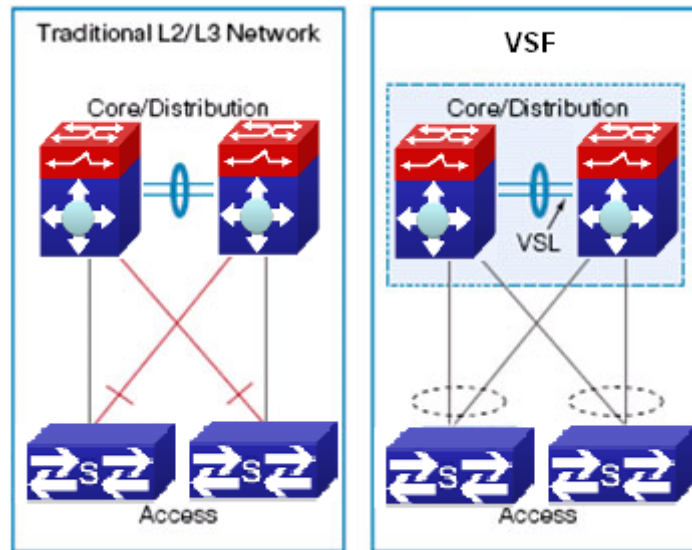 Traditional L2/L3 Network
Core/Distribution
S
S
Access
VSF
Core/Distribution
VSL
S
S
Access